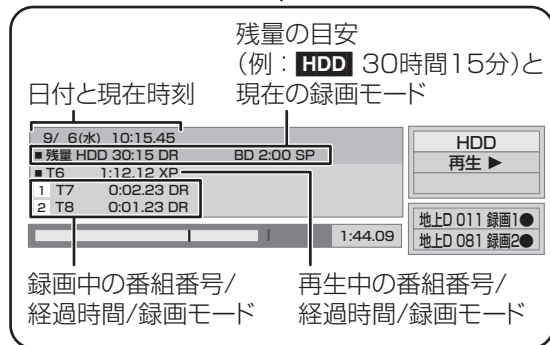 残量の目安
(例：HDD 30時間15分)と
現在の録画モード
日付と現在時刻
9/ 6(水) 10:15.45
■残量 HDD 30:15 DR BD 2:00 SP
■T6 1:12.12 XP
1 T7 0:02.23 DR
2 T8 0:01.23 DR
1:44.09
HDD
再生 ▶
地上D 011 録画1●
地上D 081 録画2●
録画中の番組番号/
経過時間/録画モード
再生中の番組番号/
経過時間/録画モード